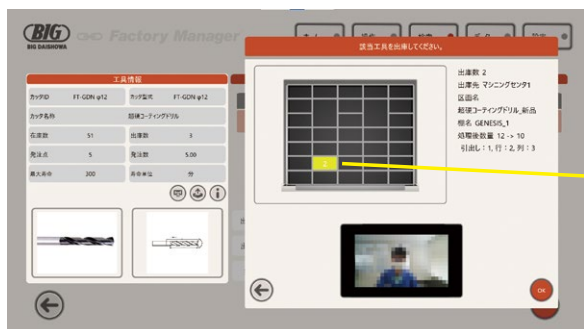 BIG
BIG DAISHOWA
Factory Manager
工具情報
カッタID FT-GDN φ12 カッタ型式 FT-GDN φ12
カッタ名称 超硬コーティングドリル
在庫数 51 出庫数 3
発注点 5 発注数 5.00
最大寿命 300 寿命単位 分
該当工具を出庫してください。
2
出庫数 2
出庫先 マシニングセンタ1
区画名
超硬コーティングドリル_新品
棚名 GENESIS_1
処理後数量 12 -> 10
引出し : 1, 行 : 2, 列 : 3
OK